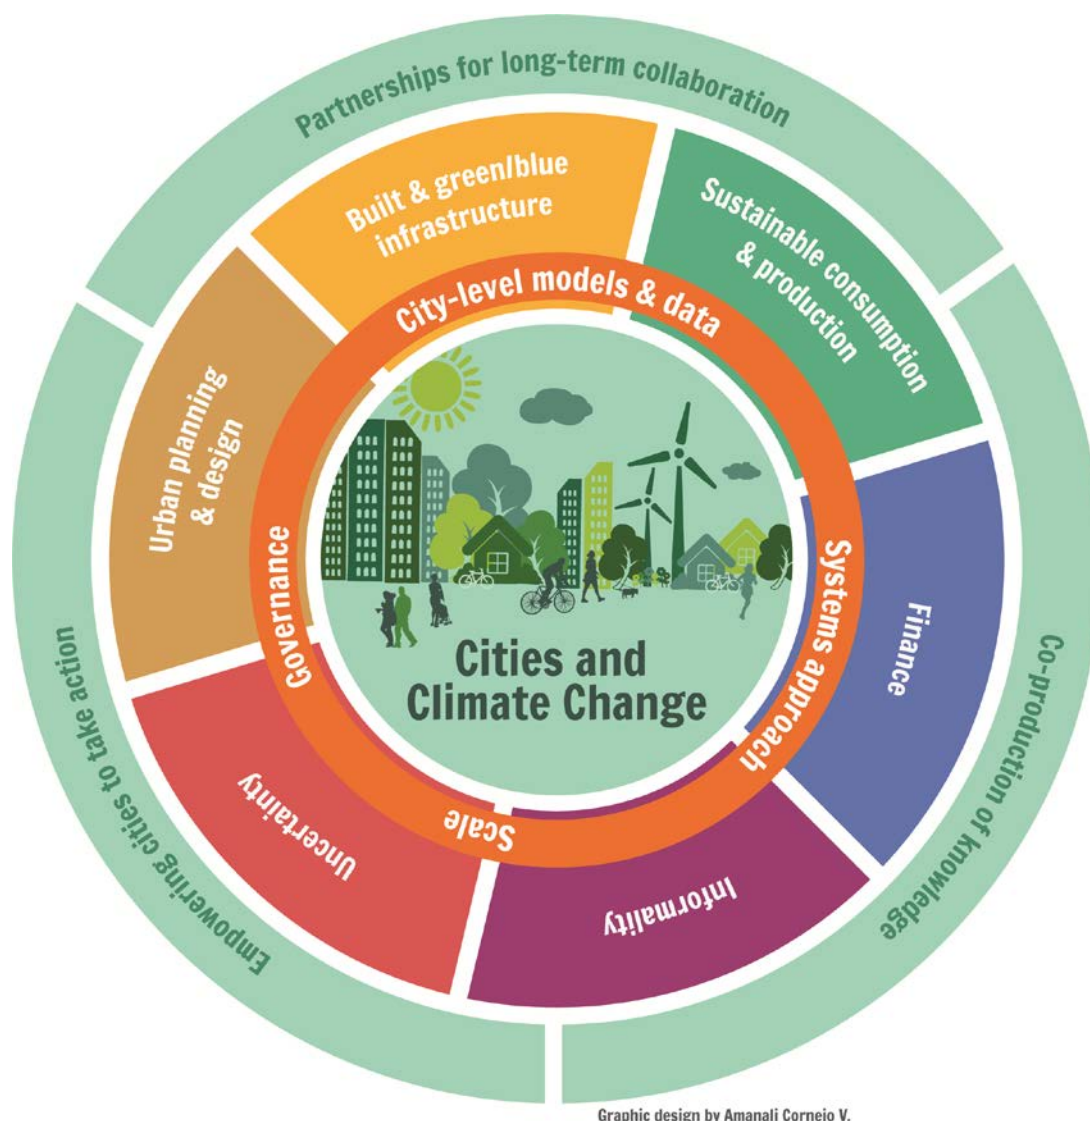 Partnerships for long-term collaboration
Built & green/blue
infrastructure
Sustainable consumption
& production
Urban planning
& design
City-level models & data
Governance
Systems approach
Scale
Finance
Cities and
Climate Change
Uncertainty
Informality
Empowering cities to take action
Co-production of knowledge
Graphic design by Amanali Cornejo V.